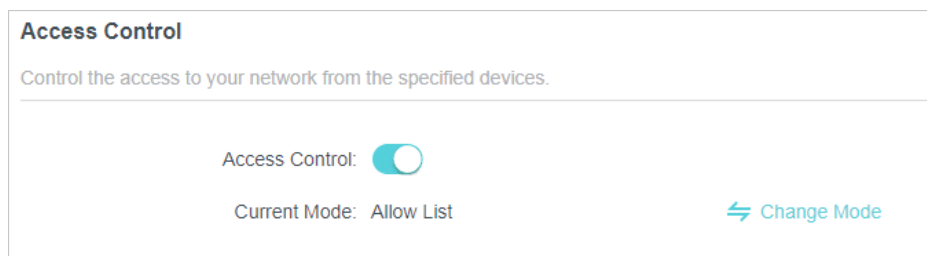 Access Control
Control the access to your network from the specified devices.
Access Control:
Current Mode: Allow List Change Mode